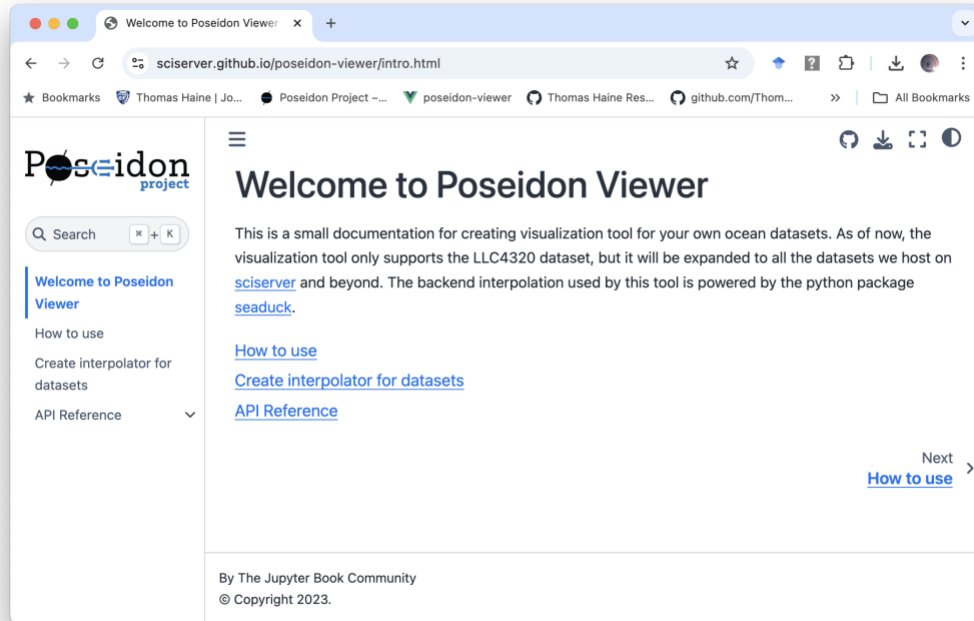 Welcome to Poseidon Viewer
sciserver.github.io/poseidon-viewer/intro.html
Bookmarks
Thomas Haine | Jo...
Poseidon Project –...
poseidon-viewer
Thomas Haine Res...
github.com/Thom...
»
All Bookmarks
Poseidon
project
Search ⌘ + K
Welcome to Poseidon
Viewer
How to use
Create interpolator for
datasets
API Reference
Welcome to Poseidon Viewer
This is a small documentation for creating visualization tool for your own ocean datasets. As of now, the
visualization tool only supports the LLC4320 dataset, but it will be expanded to all the datasets we host on
sciserver and beyond. The backend interpolation used by this tool is powered by the python package
seaduck.
How to use
Create interpolator for datasets
API Reference
Next
How to use
By The Jupyter Book Community
© Copyright 2023.